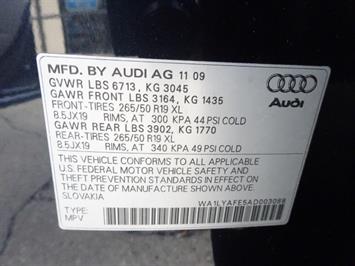 MFD. BY AUDI AG 11 09
GVWR LBS 6713, KG 3045
GAWR FRONT LBS 3164, KG 1435
FRONT-TIRES 265/50 R19 XL
8.5JX19 RIMS, AT 300 KPA 44 PSI COLD
GAWR REAR LBS 3902, KG 1770
REAR-TIRES 265/50 R19 XL
8.5JX19 RIMS, AT 340 KPA 49 PSI COLD
Audi
THIS VEHICLE CONFORMS TO ALL APPLICABLE
U.S. FEDERAL MOTOR VEHICLE SAFETY AND
THEFT PREVENTION STANDARDS IN EFFECT
ON THE DATE OF MANUFACTURE SHOWN ABOVE.
SLOVAKIA
WA1LYAFE5AD003088
TYPE:
MPV